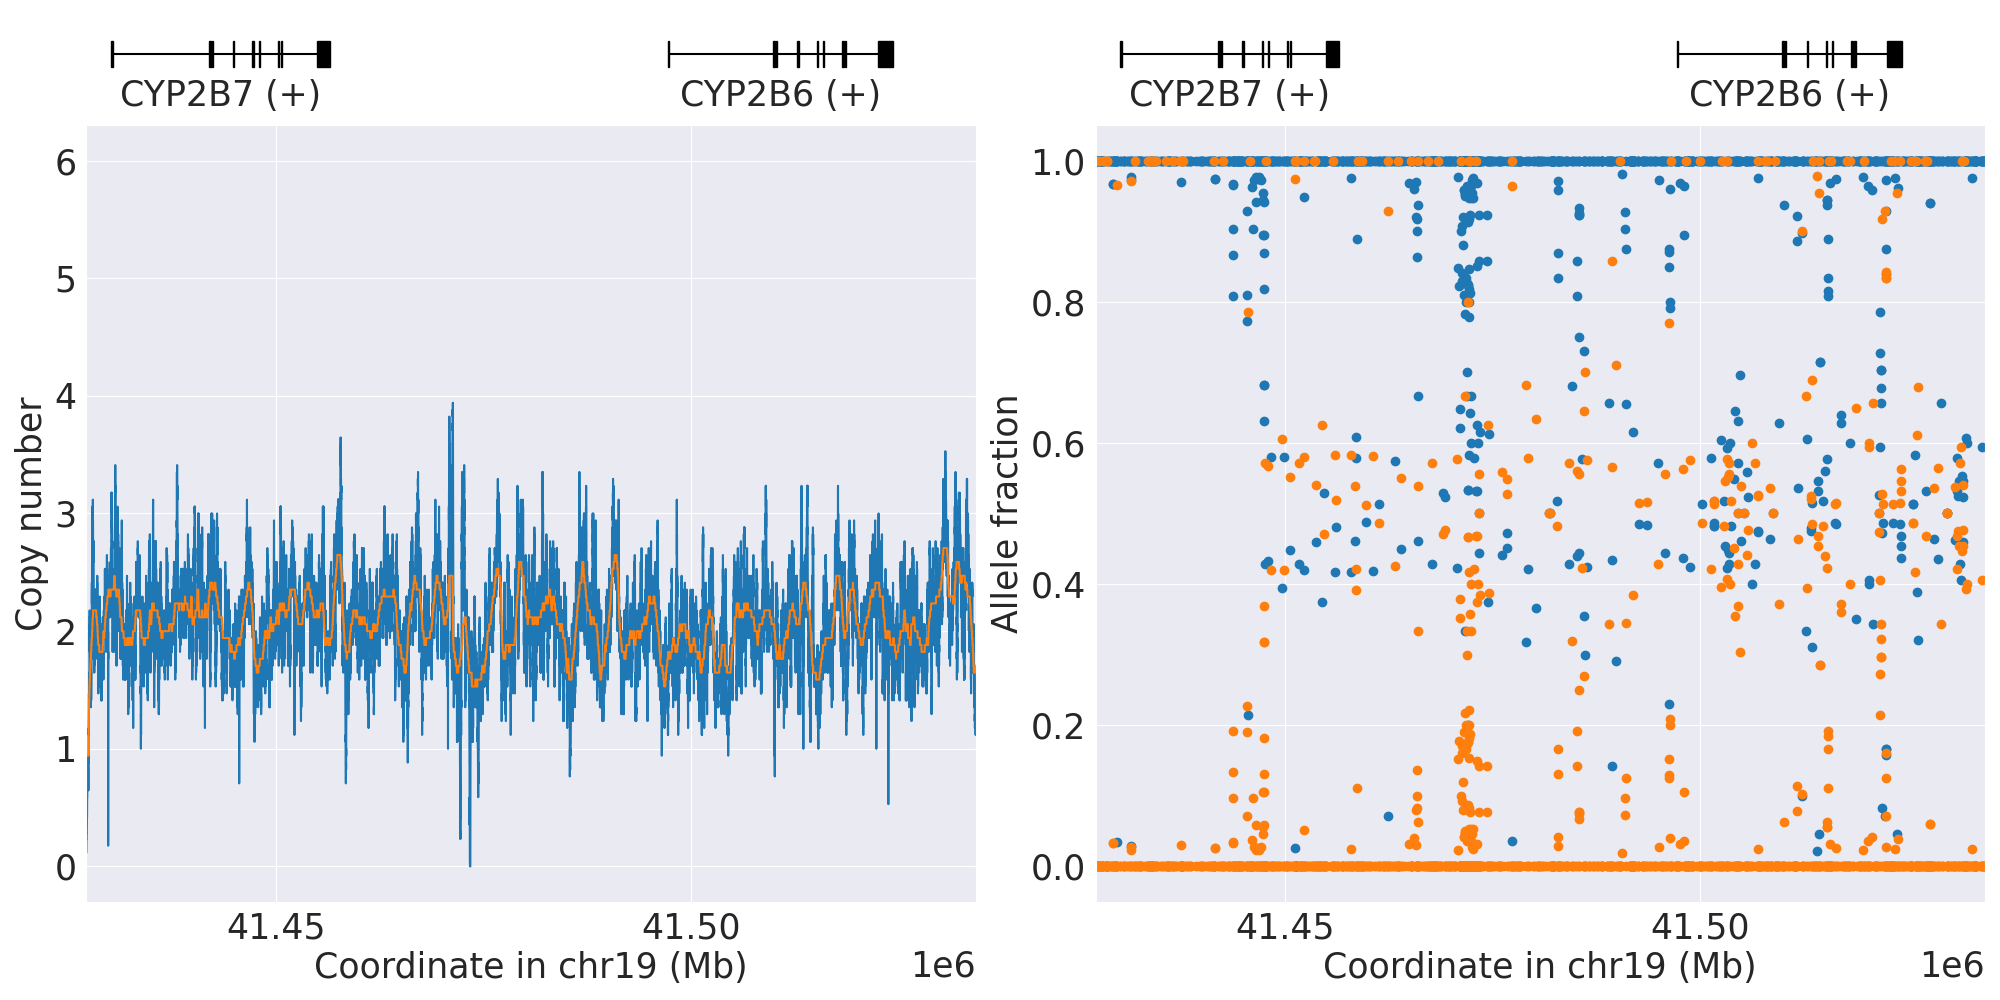 CYP2B7 (+) CYP2B6 (+)
6
5
4
3
2
1
0
Copy number
41.45 41.50
Coordinate in chr19 (Mb) 1e6
CYP2B7 (+) CYP2B6 (+)
1.0
0.8
0.6
0.4
0.2
0.0
Allele fraction
41.45 41.50
Coordinate in chr19 (Mb) 1e6